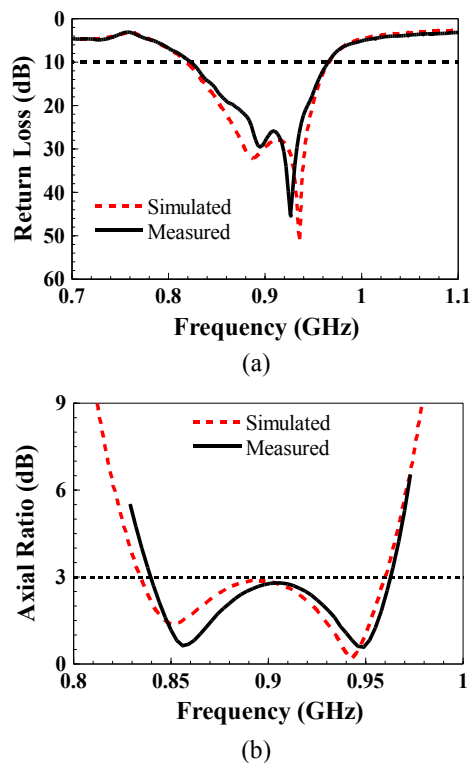 0
10
20
30
40
50
60
Return Loss (dB)
Simulated
Measured
0.7 0.8 0.9 1 1.1
Frequency (GHz)
(a)
9
6
3
0
Axial Ratio (dB)
Simulated
Measured
0.8 0.85 0.9 0.95 1
Frequency (GHz)
(b)